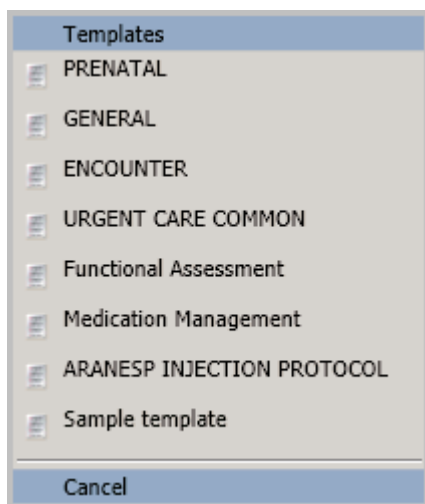 Templates
PRENATAL
GENERAL
ENCOUNTER
URGENT CARE COMMON
Functional Assessment
Medication Management
ARANESP INJECTION PROTOCOL
Sample template
Cancel